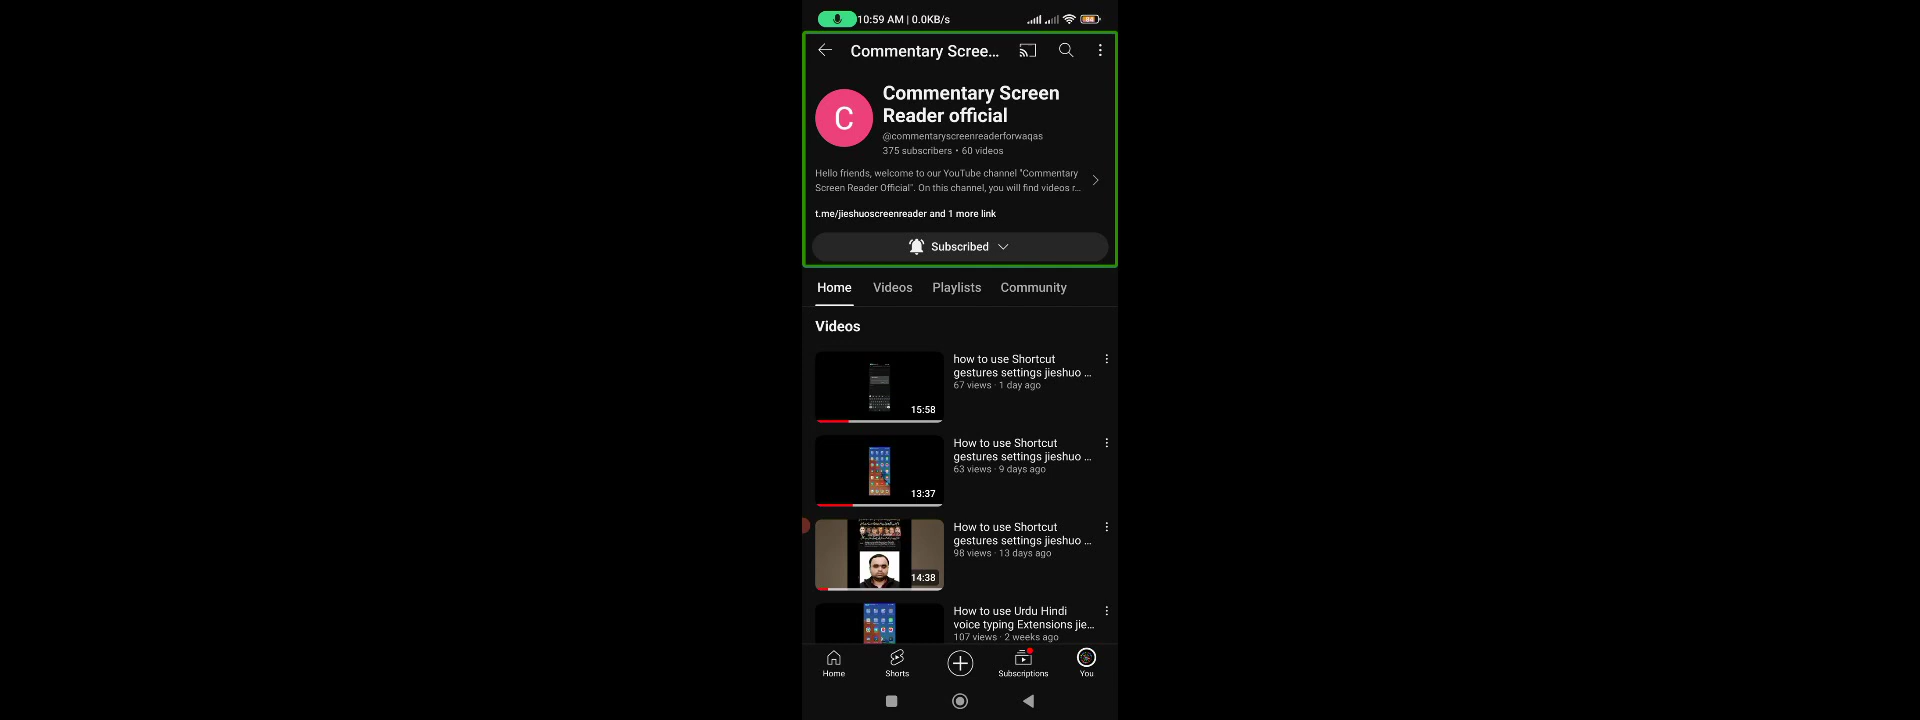 10:59 AM | 0.0KB/s
84
Commentary Scree...
C
Commentary Screen
Reader official
@commentaryscreenreaderforwaqas
375 subscribers • 60 videos
Hello friends, welcome to our YouTube channel "Commentary
Screen Reader Official". On this channel, you will find videos r...
t.me/jieshuoscreenreader and 1 more link
Subscribed
Home Videos Playlists Community
Videos
how to use Shortcut
gestures settings jieshuo ...
67 views · 1 day ago
15:58
How to use Shortcut
gestures settings jieshuo ...
63 views · 9 days ago
13:37
How to use Shortcut
gestures settings jieshuo ...
98 views · 13 days ago
14:38
How to use Urdu Hindi
voice typing Extensions jie...
107 views · 2 weeks ago
Home Shorts Subscriptions You